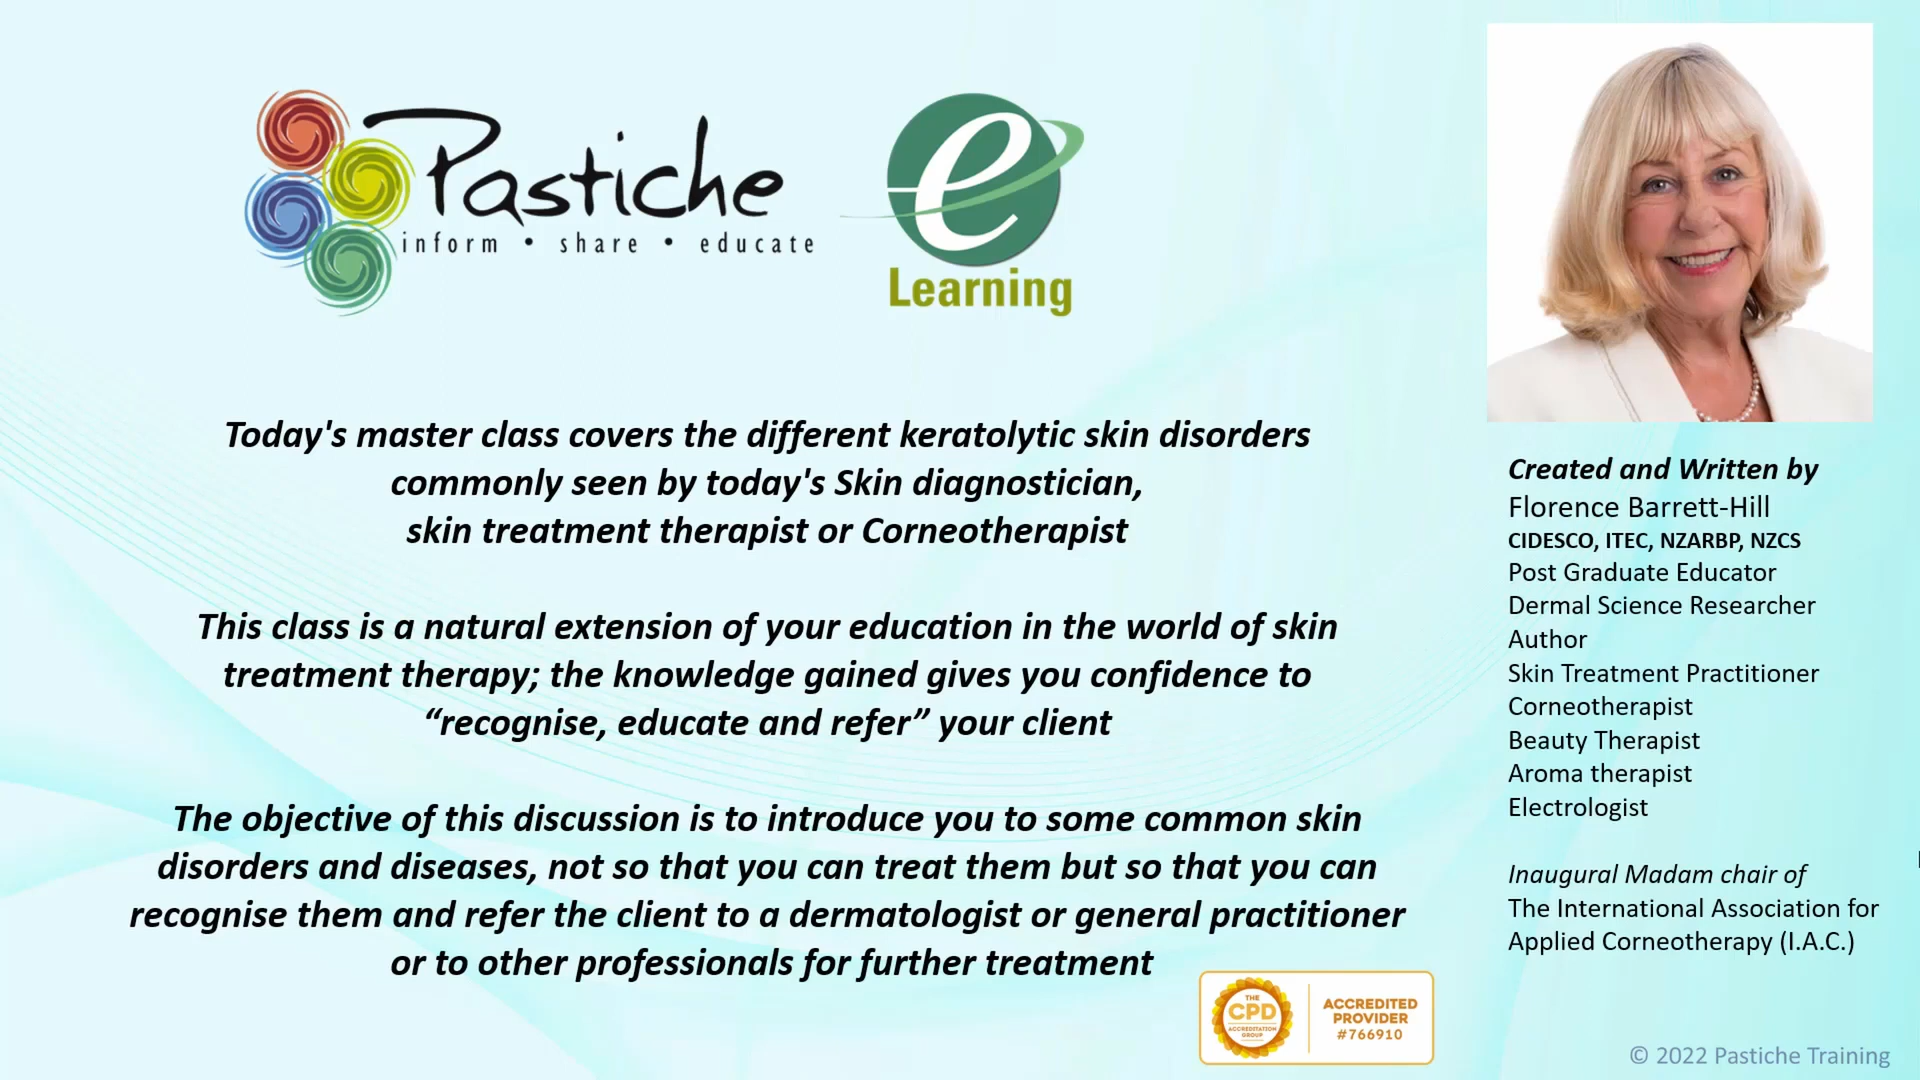 Pastiche
inform • share • educate
e
Learning
Today's master class covers the different keratolytic skin disorders
commonly seen by today's Skin diagnostician,
skin treatment therapist or Corneotherapist
This class is a natural extension of your education in the world of skin
treatment therapy; the knowledge gained gives you confidence to
“recognise, educate and refer” your client
The objective of this discussion is to introduce you to some common skin
disorders and diseases, not so that you can treat them but so that you can
recognise them and refer the client to a dermatologist or general practitioner
or to other professionals for further treatment
THE
CPD
ACCREDITATION
GROUP
ACCREDITED
PROVIDER
#766910
Created and Written by
Florence Barrett-Hill
CIDESCO, ITEC, NZARBP, NZCS
Post Graduate Educator
Dermal Science Researcher
Author
Skin Treatment Practitioner
Corneotherapist
Beauty Therapist
Aroma therapist
Electrologist
Inaugural Madam chair of
The International Association for
Applied Corneotherapy (I.A.C.)
© 2022 Pastiche Training